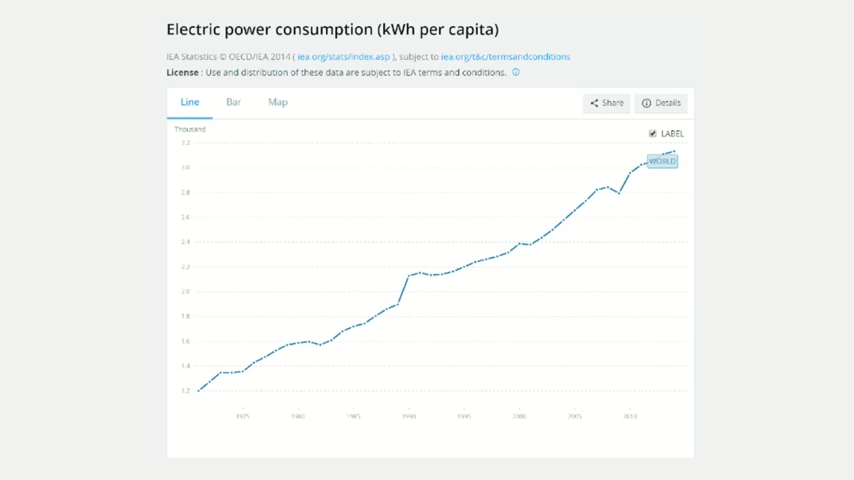 Electric power consumption (kWh per capita)
IEA Statistics © OECD/IEA 2014 ( iea.org/stats/index.asp ), subject to iea.org/t&c/termsandconditions
License : Use and distribution of these data are subject to IEA terms and conditions.
Line Bar Map Share Details
Thousand
LABEL
3.2
3.0
WORLD
2.8
2.6
2.4
2.2
2.0
1.8
1.6
1.4
1.2
1975 1980 1985 1990 1995 2000 2005 2010